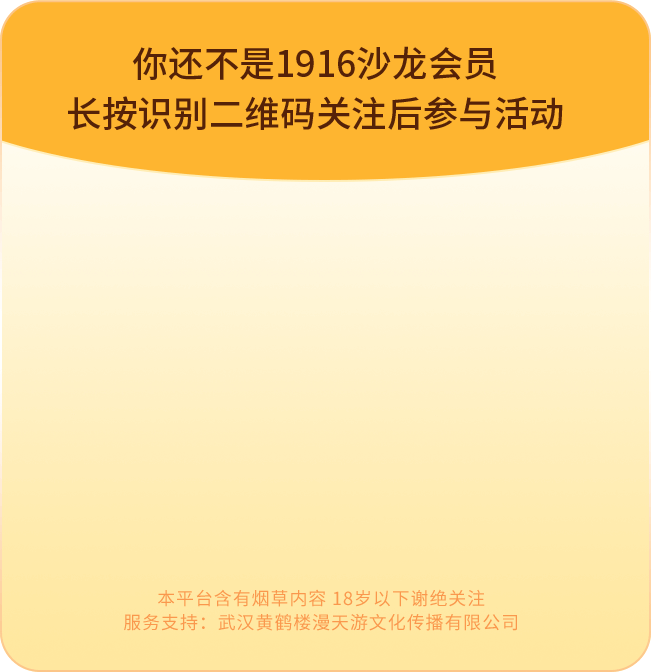 你还不是1916沙龙会员
长按识别二维码关注后参与活动
本平台含有烟草内容 18岁以下谢绝关注
服务支持：武汉黄鹤楼漫天游文化传播有限公司